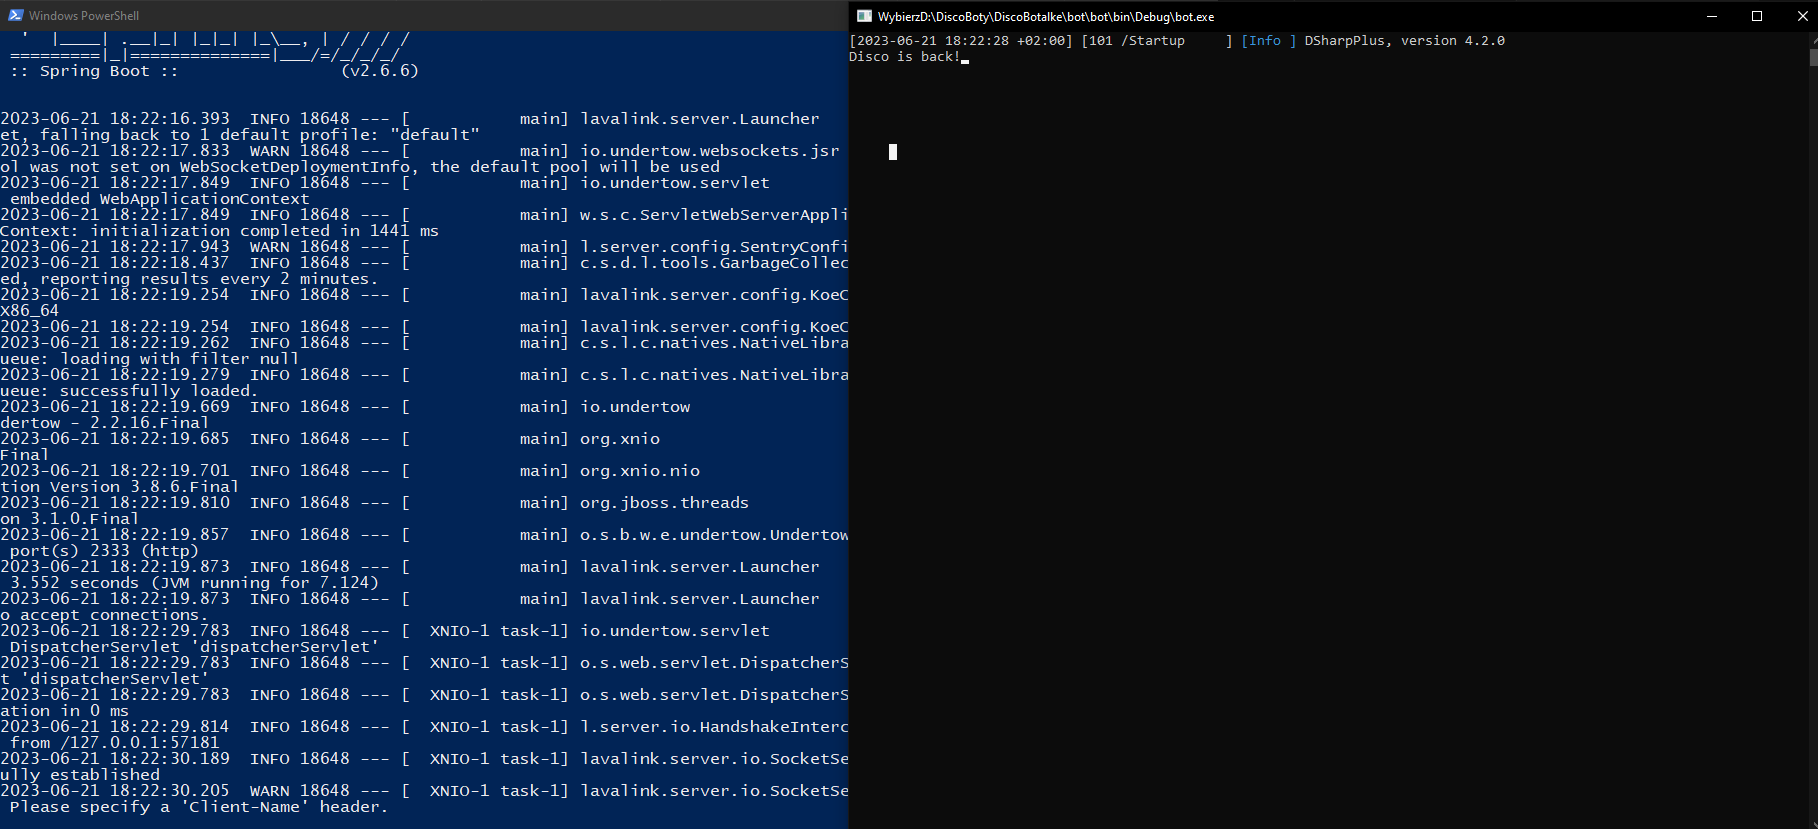 Windows PowerShell
'  |____| .__|_| |_|_| |_\__, | / / / /
=========|_|==============|___/=/_/_/_/
:: Spring Boot ::                (v2.6.6)
2023-06-21 18:22:16.393  INFO 18648 --- [           main] lavalink.server.Launcher
et, falling back to 1 default profile: "default"
2023-06-21 18:22:17.833  WARN 18648 --- [           main] io.undertow.websockets.jsr
ol was not set on WebSocketDeploymentInfo, the default pool will be used
2023-06-21 18:22:17.849  INFO 18648 --- [           main] io.undertow.servlet
embedded WebApplicationContext
2023-06-21 18:22:17.849  INFO 18648 --- [           main] w.s.c.ServletWebServerAppli
Context: initialization completed in 1441 ms
2023-06-21 18:22:17.943  WARN 18648 --- [           main] l.server.config.SentryConfi
2023-06-21 18:22:18.437  INFO 18648 --- [           main] c.s.d.l.tools.GarbageCollec
ed, reporting results every 2 minutes.
2023-06-21 18:22:19.254  INFO 18648 --- [           main] lavalink.server.config.KoeC
X86_64
2023-06-21 18:22:19.254  INFO 18648 --- [           main] lavalink.server.config.KoeC
2023-06-21 18:22:19.262  INFO 18648 --- [           main] c.s.l.c.natives.NativeLibra
ueue: loading with filter null
2023-06-21 18:22:19.279  INFO 18648 --- [           main] c.s.l.c.natives.NativeLibra
ueue: successfully loaded.
2023-06-21 18:22:19.669  INFO 18648 --- [           main] io.undertow
dertow - 2.2.16.Final
2023-06-21 18:22:19.685  INFO 18648 --- [           main] org.xnio
Final
2023-06-21 18:22:19.701  INFO 18648 --- [           main] org.xnio.nio
tion Version 3.8.6.Final
2023-06-21 18:22:19.810  INFO 18648 --- [           main] org.jboss.threads
on 3.1.0.Final
2023-06-21 18:22:19.857  INFO 18648 --- [           main] o.s.b.w.e.undertow.Undertow
port(s) 2333 (http)
2023-06-21 18:22:19.873  INFO 18648 --- [           main] lavalink.server.Launcher
3.552 seconds (JVM running for 7.124)
2023-06-21 18:22:19.873  INFO 18648 --- [           main] lavalink.server.Launcher
o accept connections.
2023-06-21 18:22:29.783  INFO 18648 --- [  XNIO-1 task-1] io.undertow.servlet
DispatcherServlet 'dispatcherServlet'
2023-06-21 18:22:29.783  INFO 18648 --- [  XNIO-1 task-1] o.s.web.servlet.DispatcherS
t 'dispatcherServlet'
2023-06-21 18:22:29.783  INFO 18648 --- [  XNIO-1 task-1] o.s.web.servlet.DispatcherS
ation in 0 ms
2023-06-21 18:22:29.814  INFO 18648 --- [  XNIO-1 task-1] l.server.io.HandshakeInterc
from /127.0.0.1:57181
2023-06-21 18:22:30.189  INFO 18648 --- [  XNIO-1 task-1] lavalink.server.io.SocketSe
ully established
2023-06-21 18:22:30.205  WARN 18648 --- [  XNIO-1 task-1] lavalink.server.io.SocketSe
Please specify a 'Client-Name' header.
WybierzD:\DiscoBoty\DiscoBotalke\bot\bot\bin\Debug\bot.exe
[2023-06-21 18:22:28 +02:00] [101 /Startup     ] [Info ] DSharpPlus, version 4.2.0
Disco is back!